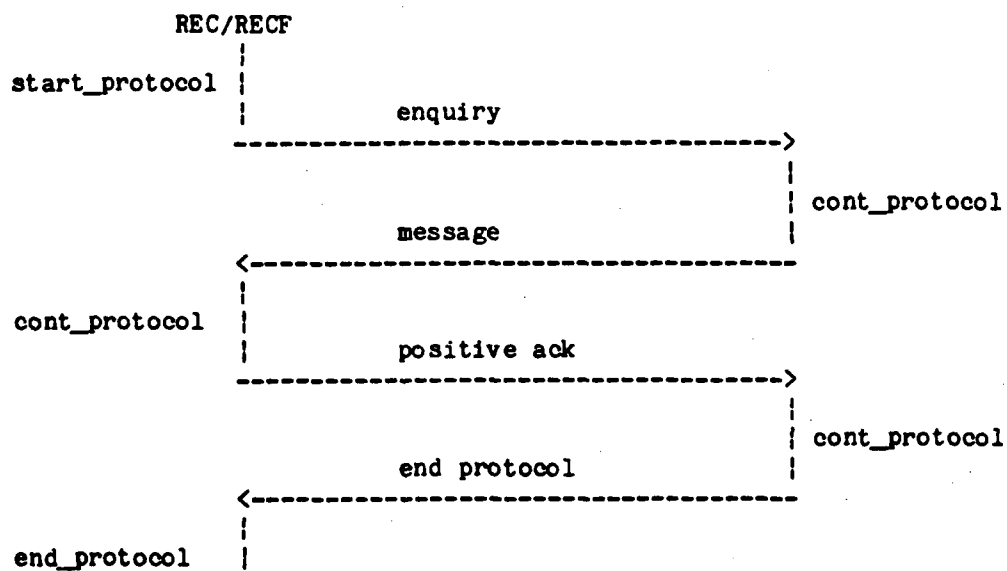 REC/RECF
start_protocol
enquiry
cont_protocol
message
cont_protocol
positive ack
cont_protocol
end protocol
end_protocol